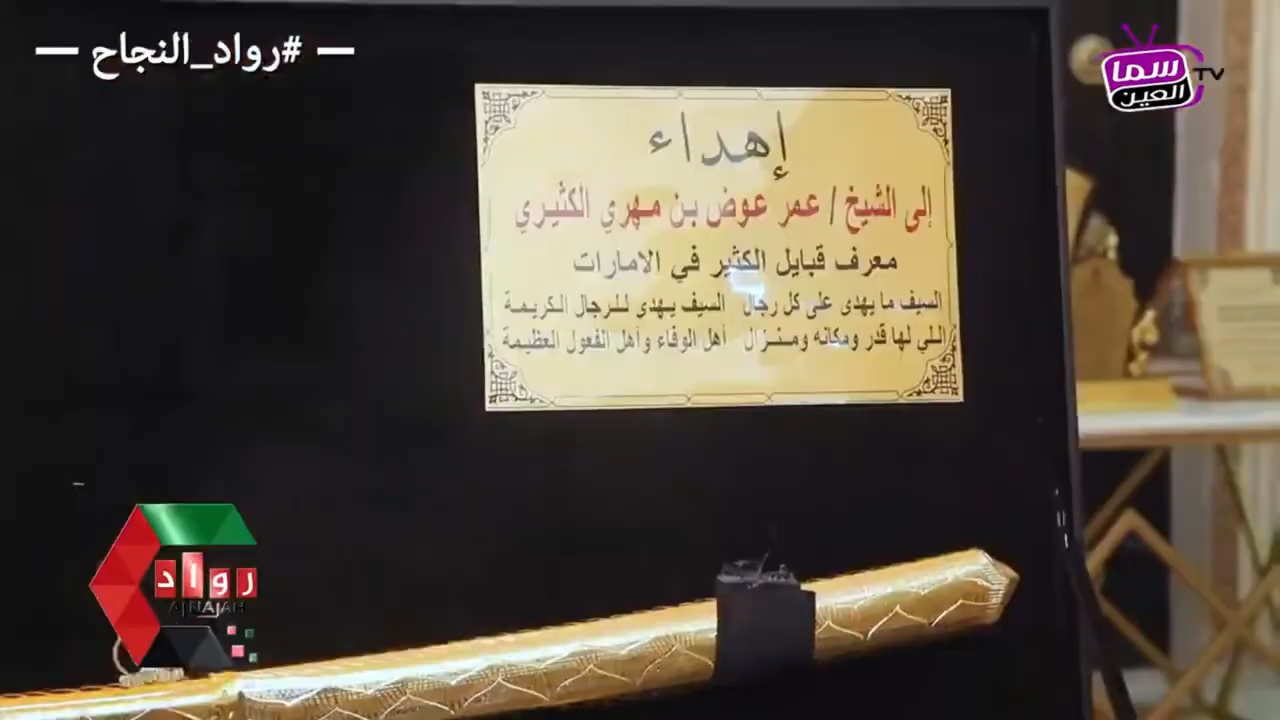 — #رواد_النجاح —
سما العين TV
إهداء
إلى الشيخ / عمر عوض بن مهري الكثيري
معرف قبايل الكثير في الامارات
السيف ما يهدى على كل رجال السيف يهدى للرجال الكريمة
اللي لها قدر ومكانه ومنزال أهل الوفاء وأهل الفعول العظيمة
رواد
ALNAJAH